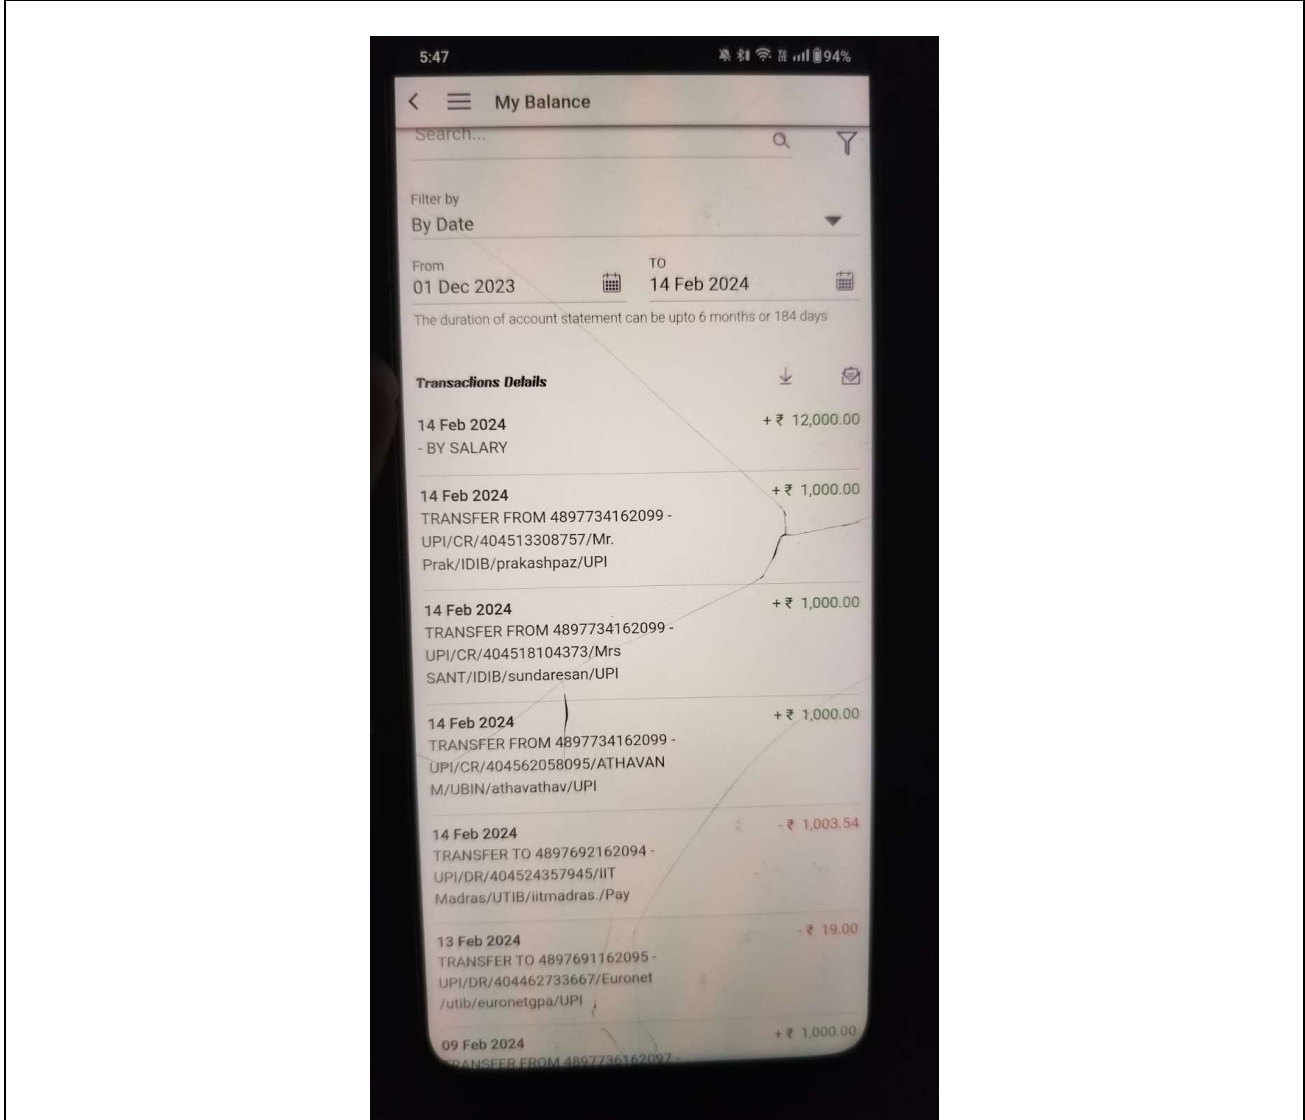 5:47
94%
My Balance
Search...
Filter by
By Date
From
TO
01 Dec 2023
14 Feb 2024
The duration of account statement can be upto 6 months or 184 days
Transactions Details
14 Feb 2024
+ ₹ 12,000.00
- BY SALARY
14 Feb 2024
+ ₹ 1,000.00
TRANSFER FROM 4897734162099 -
UPI/CR/404513308757/Mr.
Prak/IDIB/prakashpaz/UPI
14 Feb 2024
+ ₹ 1,000.00
TRANSFER FROM 4897734162099 -
UPI/CR/404518104373/Mrs
SANT/IDIB/sundaresan/UPI
14 Feb 2024
+ ₹ 1,000.00
TRANSFER FROM 4897734162099 -
UPI/CR/404562058095/ATHAVAN
M/UBIN/athavathav/UPI
14 Feb 2024
- ₹ 1,003.54
TRANSFER TO 4897692162094 -
UPI/DR/404524357945/IIT
Madras/UTIB/iitmadras./Pay
13 Feb 2024
- ₹ 19.00
TRANSFER TO 4897691162095 -
UPI/DR/404462733667/Euronet
/utib/euronetgpa/UPI
09 Feb 2024
+ ₹ 1,000.00
TRANSFER FROM 4897736162097 -